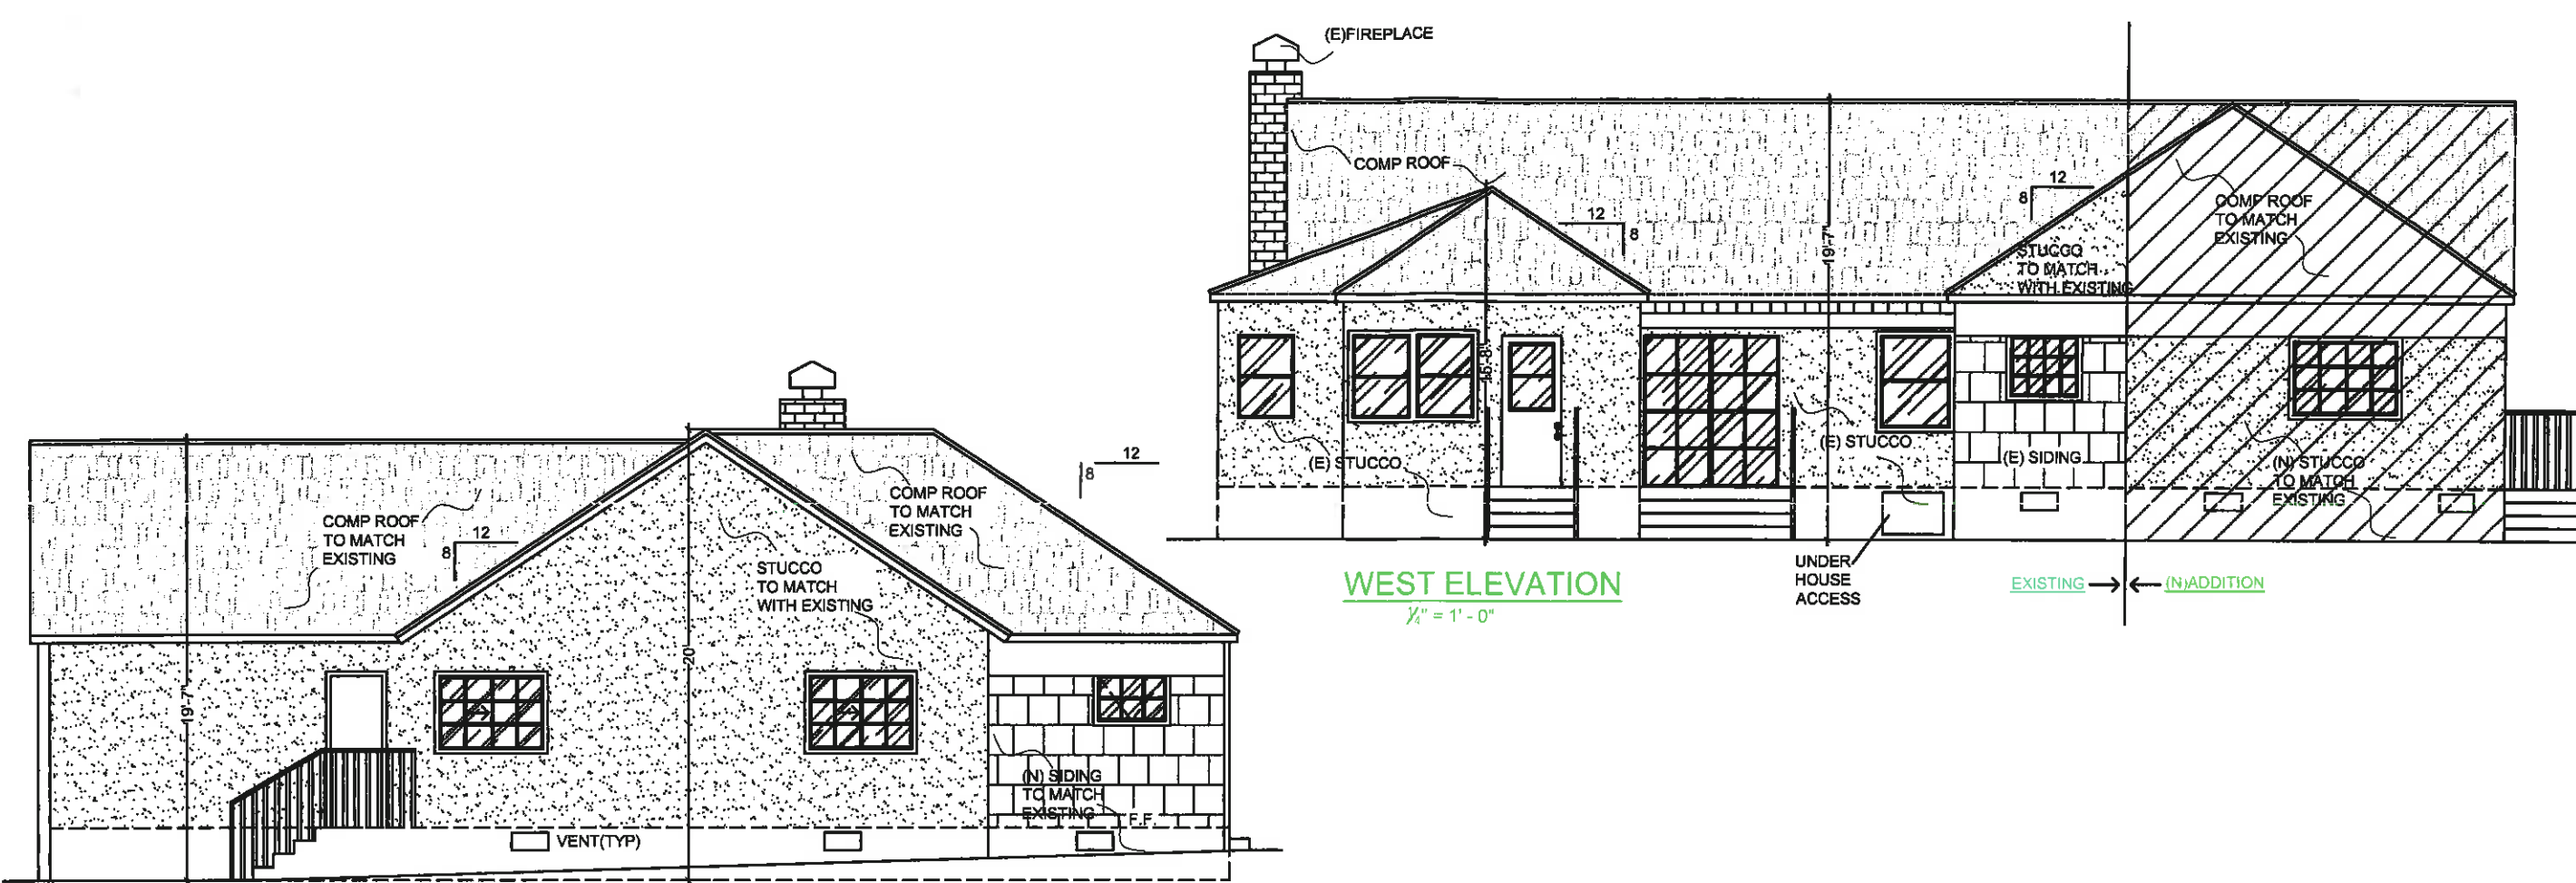 (E)FIREPLACE
COMP ROOF
12
8
19'-7"
12
8
COMP ROOF
TO MATCH
EXISTING
STUCCO
TO MATCH
WITH EXISTING
15'-8"
(E) STUCCO
(E) STUCCO
(E) SIDING
(N) STUCCO
TO MATCH
EXISTING
UNDER
HOUSE
ACCESS
WEST ELEVATION
¼" = 1' - 0"
EXISTING
(N)ADDITION
12
8
COMP ROOF
TO MATCH
EXISTING
12
8
COMP ROOF
TO MATCH
EXISTING
STUCCO
TO MATCH
WITH EXISTING
19'-7"
20'
(N) SIDING
TO MATCH
EXISTING
F.F.
VENT(TYP)